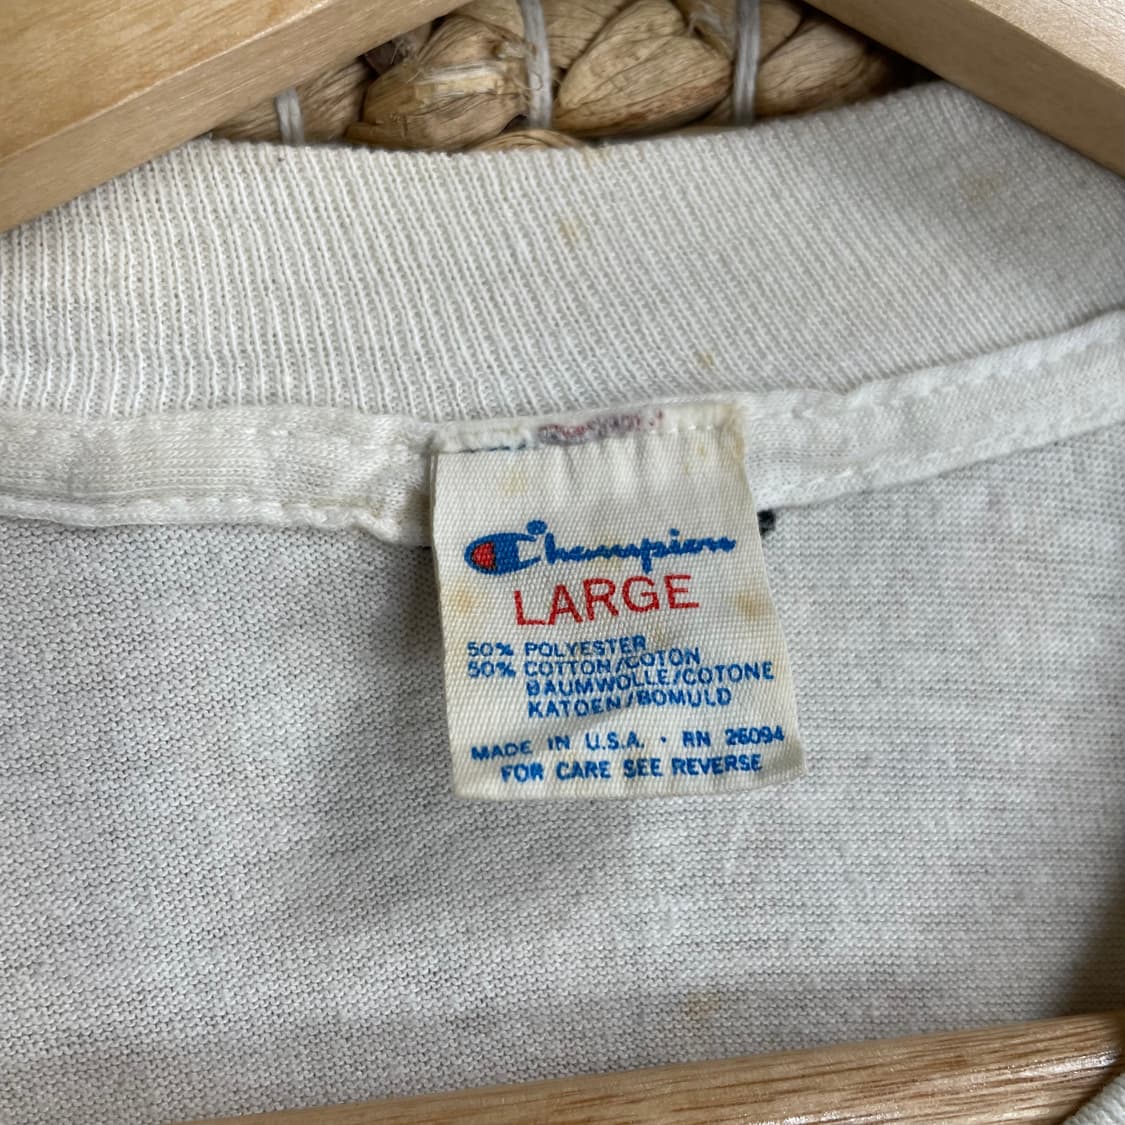 Champion
LARGE
50% POLYESTER
50% COTTON/COTON
BAUMWOLLE/COTONE
KATOEN/BOMULD
MADE IN U.S.A. · RN 26094
FOR CARE SEE REVERSE